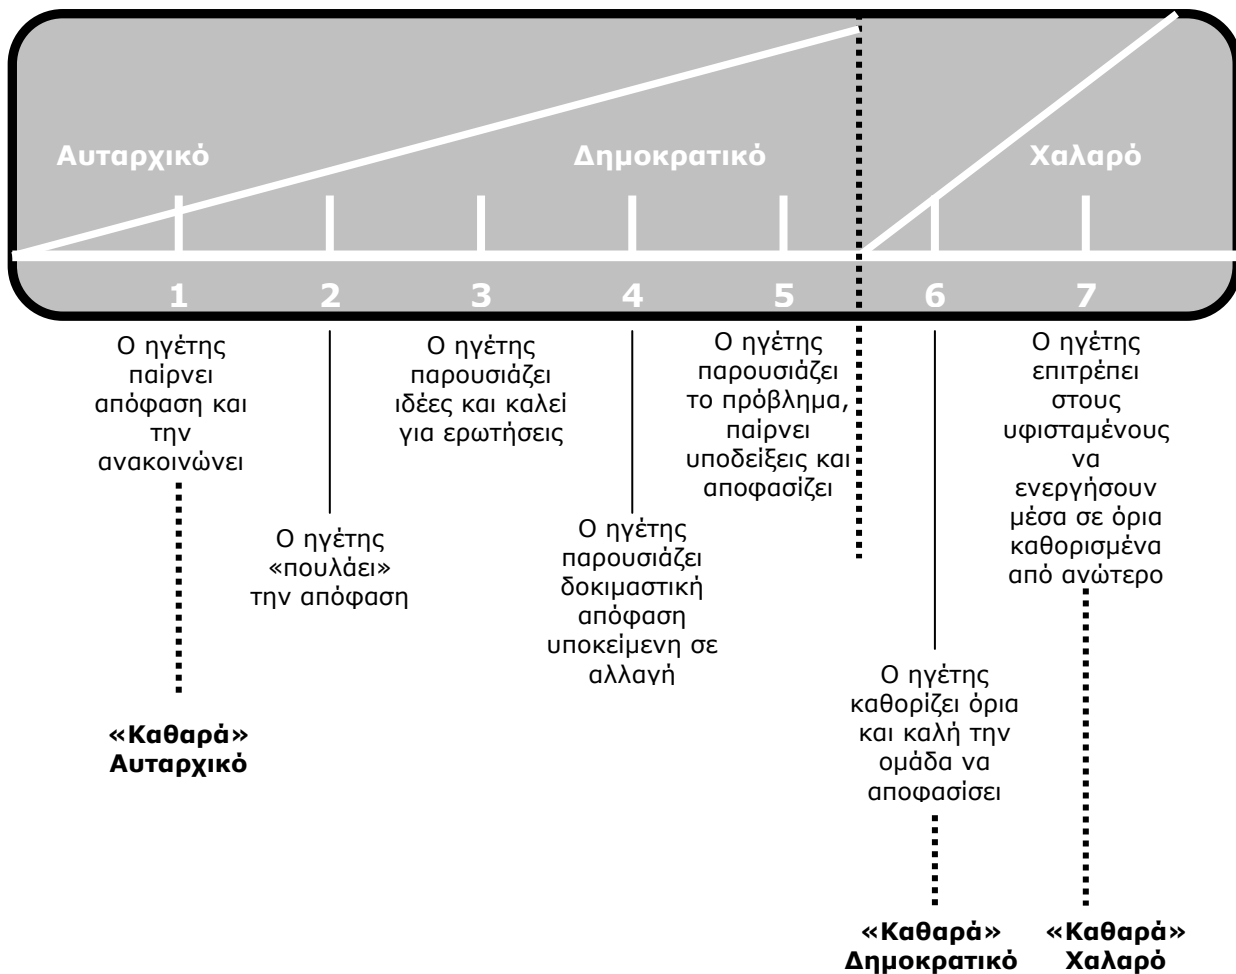 Αυταρχικό
Δημοκρατικό
Χαλαρό
1
2
3
4
5
6
7
Ο ηγέτης
παίρνει
απόφαση και
την
ανακοινώνει
Ο ηγέτης
«πουλάει»
την απόφαση
Ο ηγέτης
παρουσιάζει
ιδέες και καλεί
για ερωτήσεις
Ο ηγέτης
παρουσιάζει
δοκιμαστική
απόφαση
υποκείμενη σε
αλλαγή
Ο ηγέτης
παρουσιάζει
το πρόβλημα,
παίρνει
υποδείξεις και
αποφασίζει
Ο ηγέτης
καθορίζει όρια
και καλή την
ομάδα να
αποφασίσει
Ο ηγέτης
επιτρέπει
στους
υφισταμένους
να
ενεργήσουν
μέσα σε όρια
καθορισμένα
από ανώτερο
«Καθαρά»
Αυταρχικό
«Καθαρά»
Δημοκρατικό
«Καθαρά»
Χαλαρό